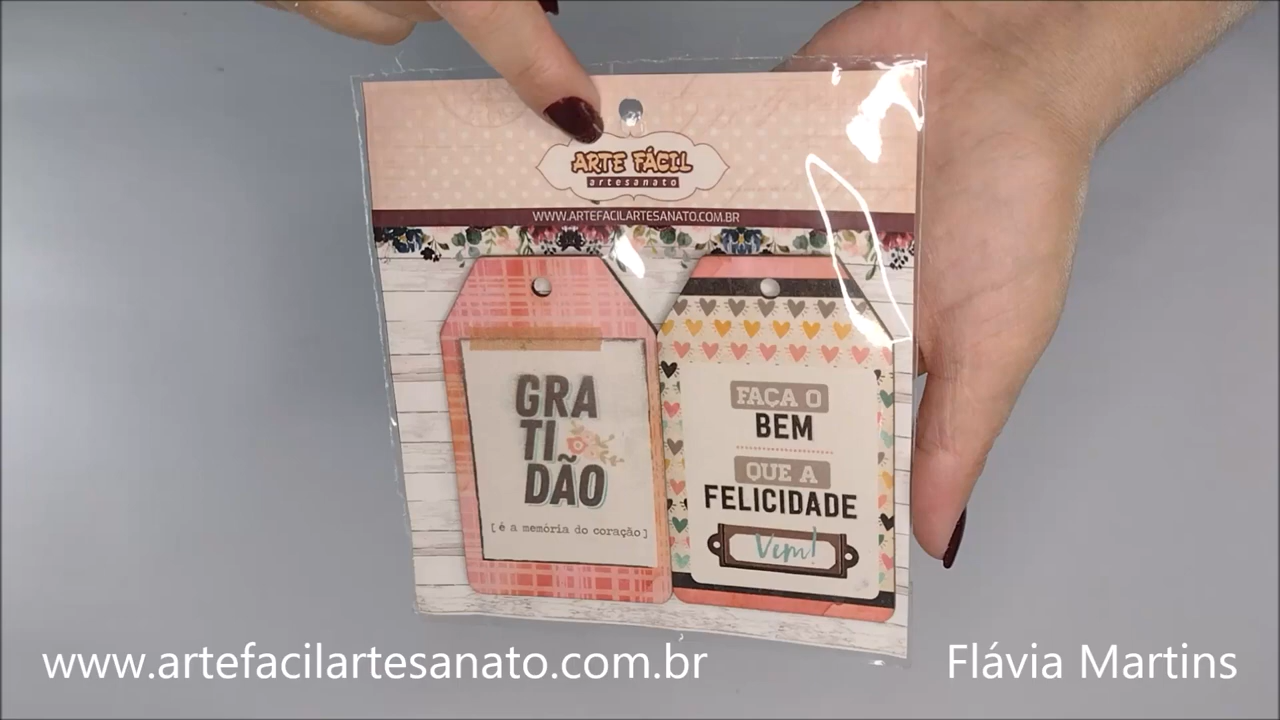 ARTE FÁCIL
artesanato
WWW.ARTEFACILARTESANATO.COM.BR
GRA
TI
DÃO
[é a memória do coração]
FAÇA O
BEM
QUE A
FELICIDADE
Vem!
www.artefacilartesanato.com.br
Flávia Martins